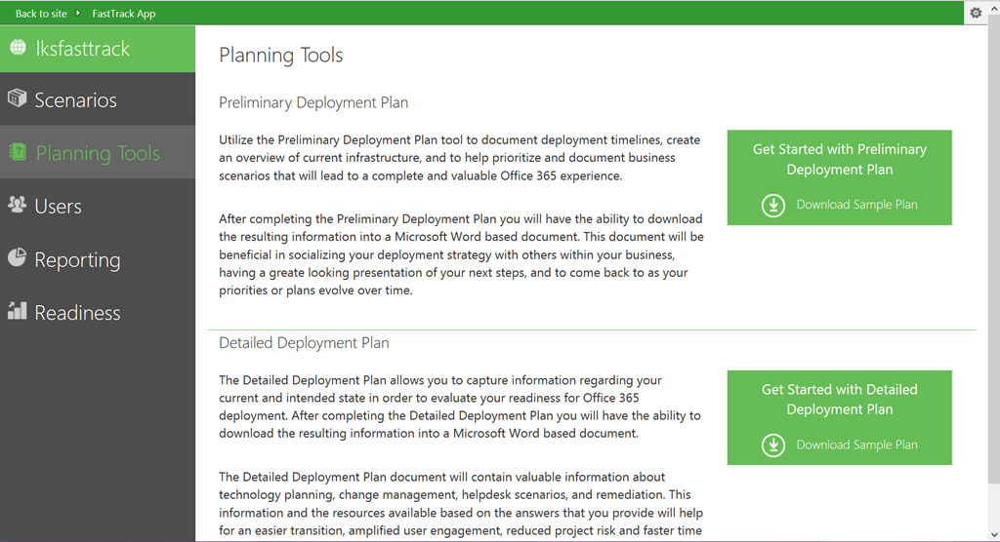 Back to site
FastTrack App
lksfasttrack
Scenarios
Planning Tools
Users
Reporting
Readiness
Planning Tools
Preliminary Deployment Plan
Utilize the Preliminary Deployment Plan tool to document deployment timelines, create
an overview of current infrastructure, and to help prioritize and document business
scenarios that will lead to a complete and valuable Office 365 experience.
After completing the Preliminary Deployment Plan you will have the ability to download
the resulting information into a Microsoft Word based document. This document will be
beneficial in socializing your deployment strategy with others within your business,
having a greate looking presentation of your next steps, and to come back to as your
priorities or plans evolve over time.
Get Started with Preliminary
Deployment Plan
Download Sample Plan
Detailed Deployment Plan
The Detailed Deployment Plan allows you to capture information regarding your
current and intended state in order to evaluate your readiness for Office 365
deployment. After completing the Detailed Deployment Plan you will have the ability to
download the resulting information into a Microsoft Word based document.
The Detailed Deployment Plan document will contain valuable information about
technology planning, change management, helpdesk scenarios, and remediation. This
information and the resources available based on the answers that you provide will help
for an easier transition, amplified user engagement, reduced project risk and faster time
Get Started with Detailed
Deployment Plan
Download Sample Plan